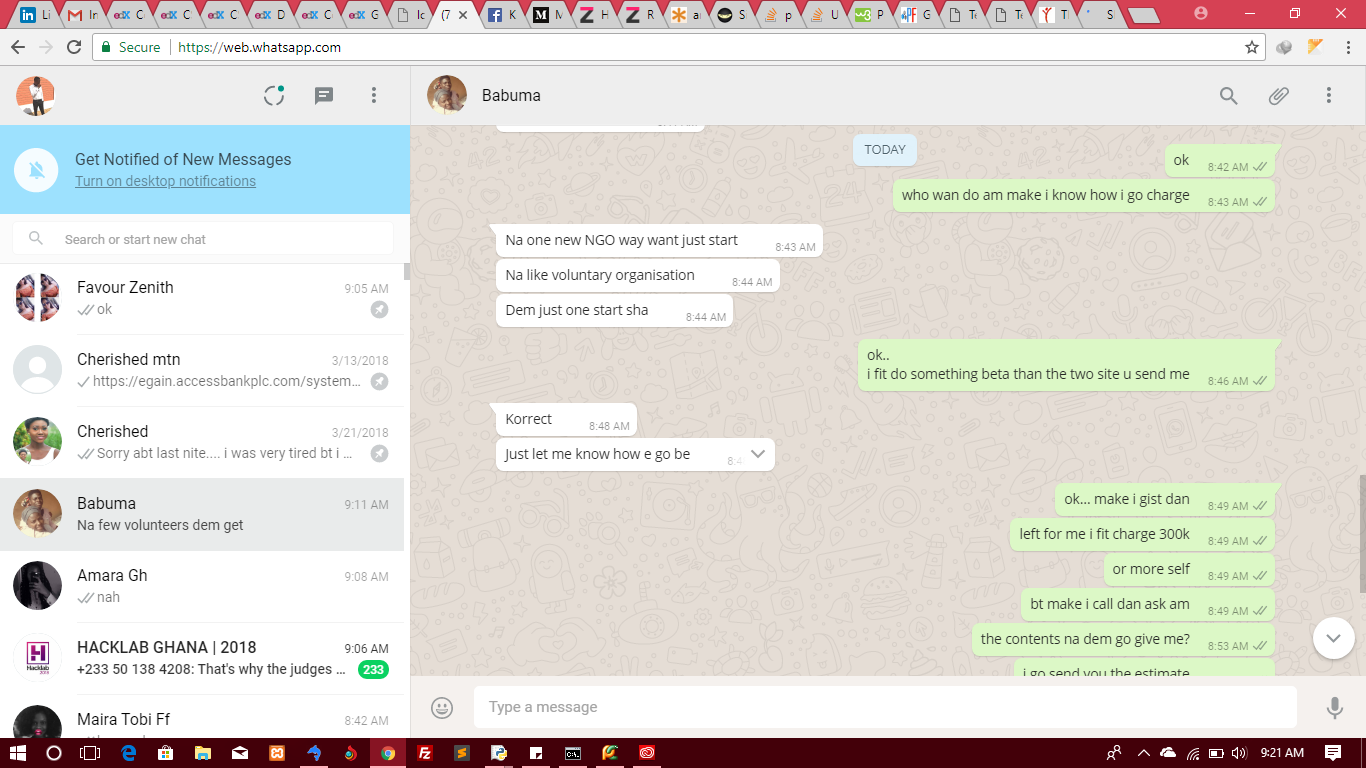 Li
M
In
edX C
edX C
edX C
edX D
edX C
edX G
Ic
(7
K
M
H
R
a
S
p
U
P
G
Te
Te
T
S
Secure
https://web.whatsapp.com
Get Notified of New Messages
Turn on desktop notifications
Search or start new chat
Favour Zenith
9:05 AM
ok
Cherished mtn
3/13/2018
https://egain.accessbankplc.com/system...
Cherished
3/21/2018
Sorry abt last nite.... i was very tired bt i ...
Babuma
9:11 AM
Na few volunteers dem get
Amara Gh
9:08 AM
nah
HACKLAB GHANA | 2018
9:06 AM
+233 50 138 4208: That's why the judges ...
233
Maira Tobi Ff
8:42 AM
Babuma
TODAY
ok
8:42 AM
who wan do am make i know how i go charge
8:43 AM
Na one new NGO way want just start
8:43 AM
Na like voluntary organisation
8:44 AM
Dem just one start sha
8:44 AM
ok..
i fit do something beta than the two site u send me
8:46 AM
Korrect
8:48 AM
Just let me know how e go be
ok... make i gist dan
8:49 AM
left for me i fit charge 300k
8:49 AM
or more self
8:49 AM
bt make i call dan ask am
8:49 AM
the contents na dem go give me?
8:53 AM
i go send you the estimate
Type a message
9:21 AM